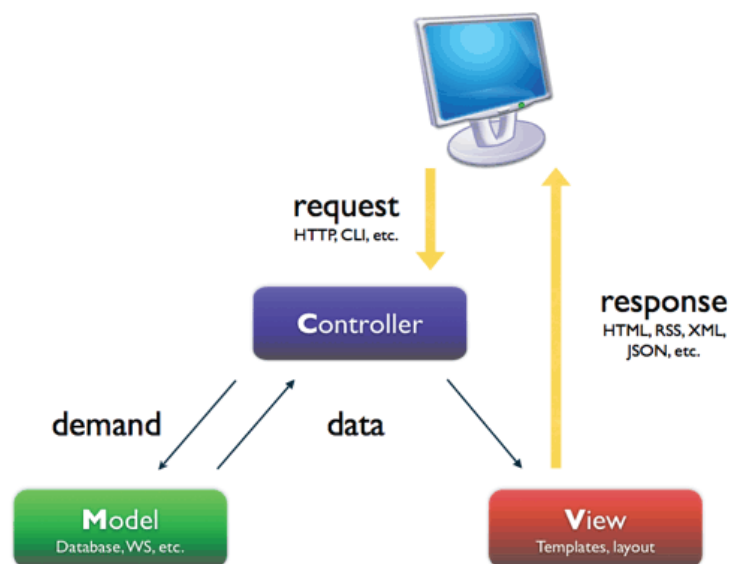 request
HTTP, CLI, etc.
Controller
response
HTML, RSS, XML,
JSON, etc.
demand
data
Model
Database, WS, etc.
View
Templates, layout